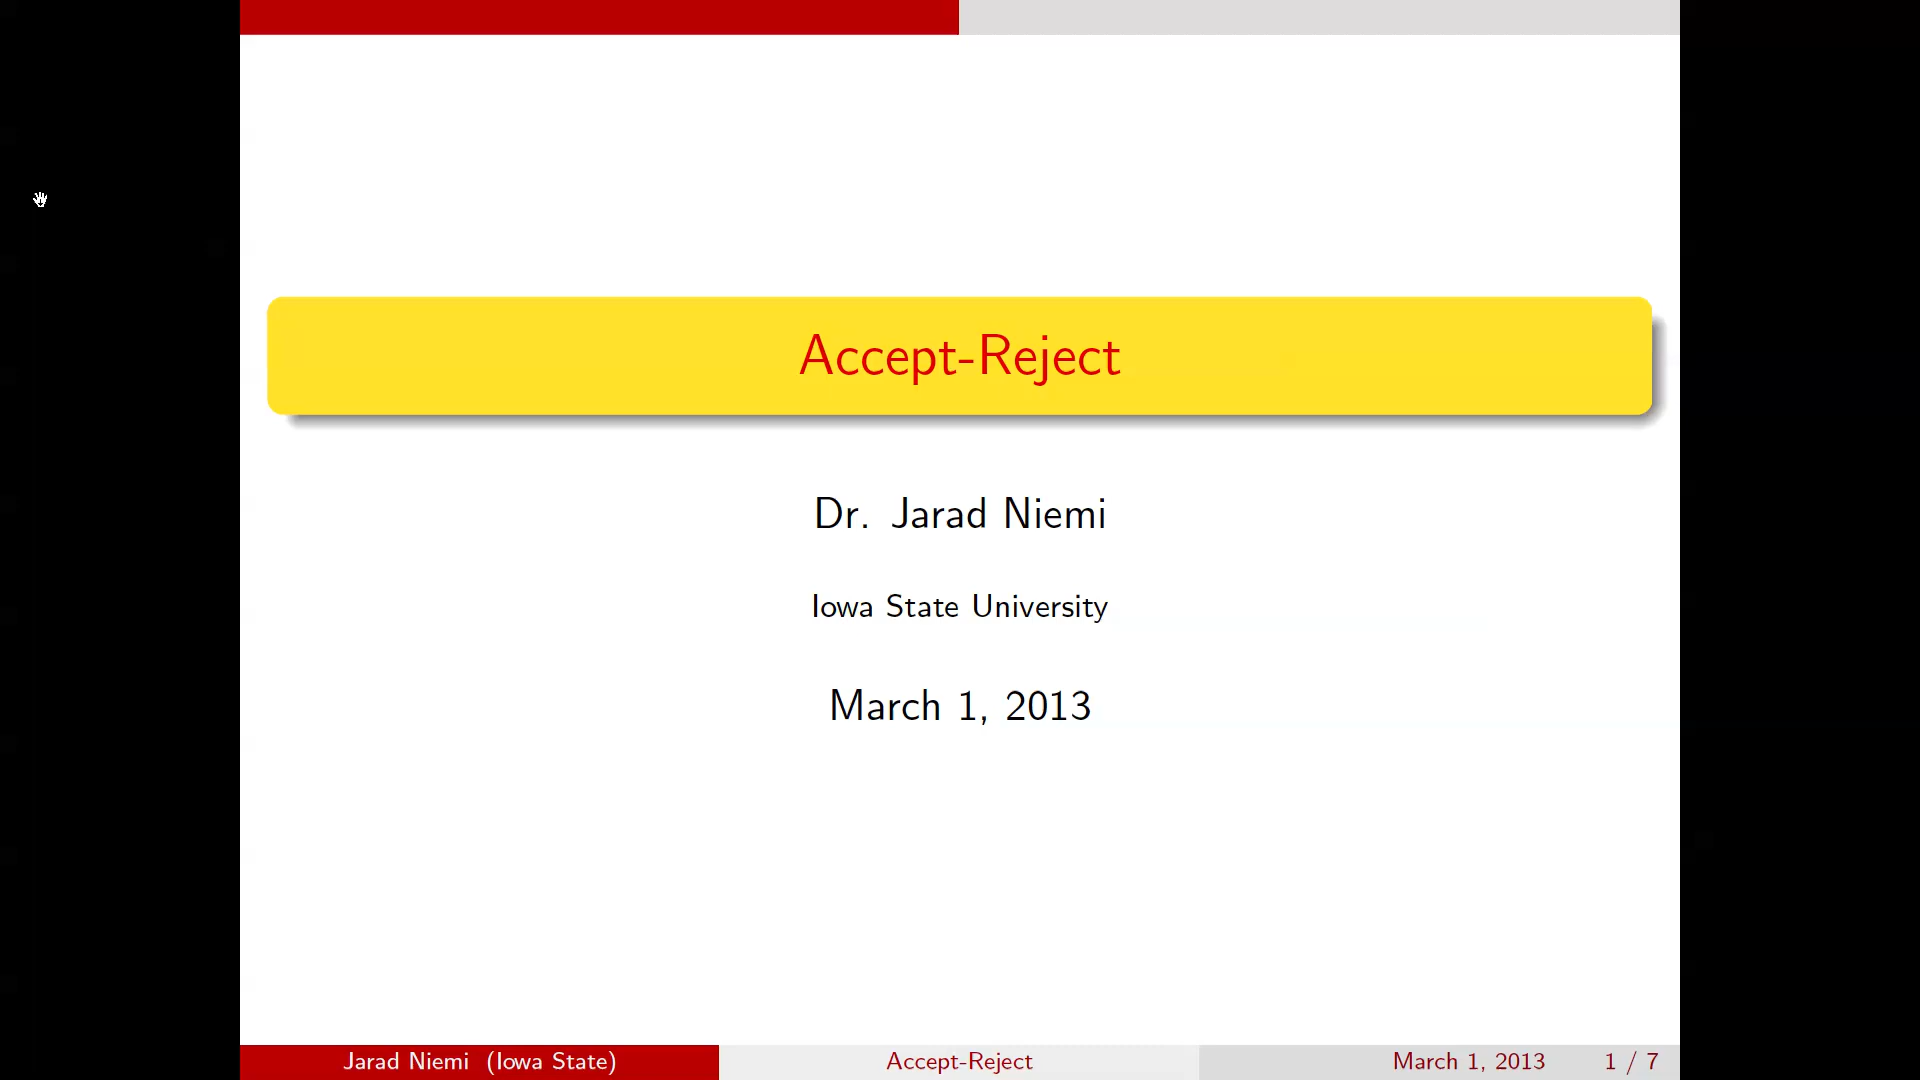 Accept-Reject
Dr. Jarad Niemi
Iowa State University
March 1, 2013
Jarad Niemi (Iowa State) Accept-Reject March 1, 2013 1 / 7